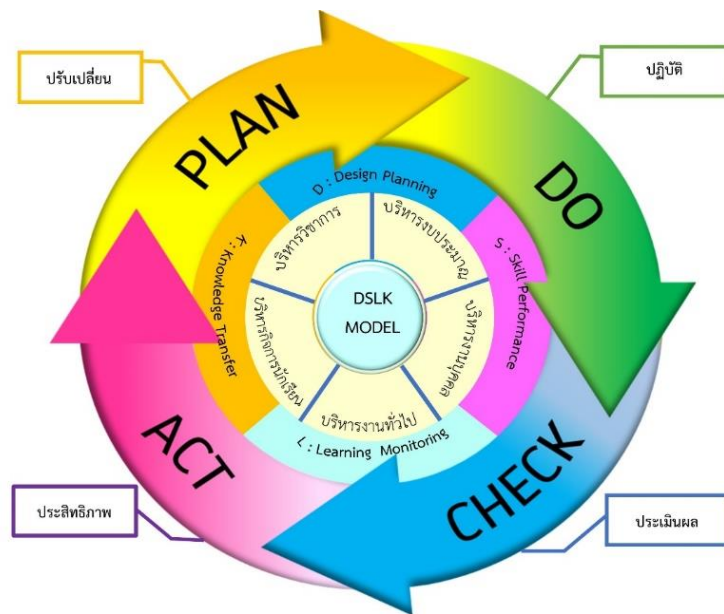 ปรับเปลี่ยน
ปฏิบัติ
PLAN
DO
D : Design Planning
K : Knowledge Transfer
S : Skill Performance
บริหารวิชาการ
บริหารงบประมาณ
DSLK
MODEL
บริหารกิจการนักเรียน
บริหารงานบุคคล
บริหารงานทั่วไป
L : Learning Monitoring
ACT
CHECK
ประสิทธิภาพ
ประเมินผล